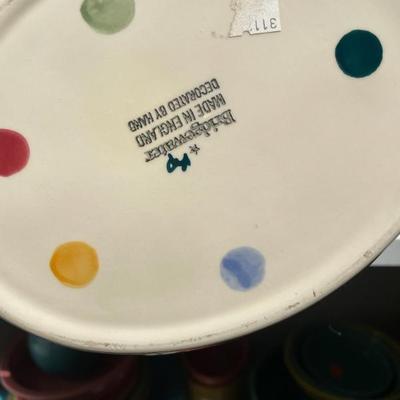 Bridgewater
MADE IN ENGLAND
DECORATED BY HAND
311